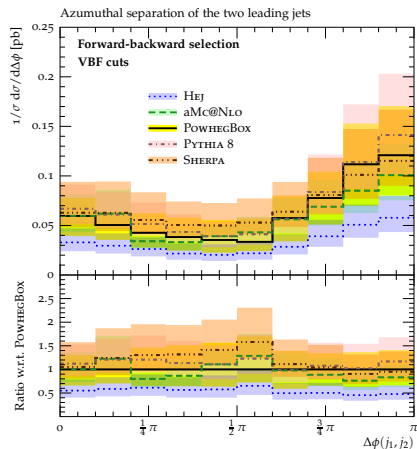 Azumuthal separation of the two leading jets
1/σ dσ/dΔϕ [pb]
Forward-backward selection
VBF cuts
HEJ
aMC@NLO
POWHEGBOX
PYTHIA 8
SHERPA
0.2
0.15
0.1
0.05
0
Ratio w.r.t. POWHEGBOX
2.5
2
1.5
1
0.5
0
1/4 π
1/2 π
3/4 π
π
Δϕ(j₁, j₂)